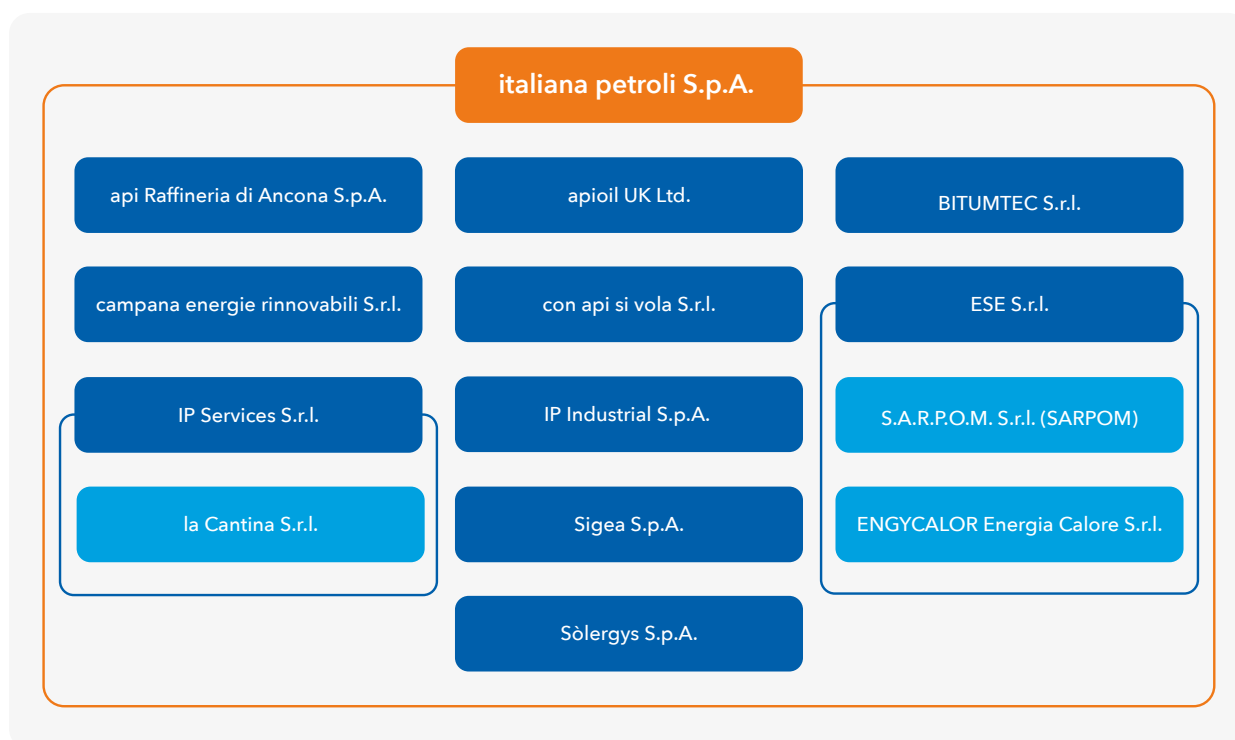 italiana petroli S.p.A.
api Raffineria di Ancona S.p.A.
apioil UK Ltd.
BITUMTEC S.r.l.
campana energie rinnovabili S.r.l.
con api si vola S.r.l.
ESE S.r.l.
IP Services S.r.l.
IP Industrial S.p.A.
S.A.R.P.O.M. S.r.l. (SARPOM)
la Cantina S.r.l.
Sigea S.p.A.
ENGYCALOR Energia Calore S.r.l.
Sòlergys S.p.A.